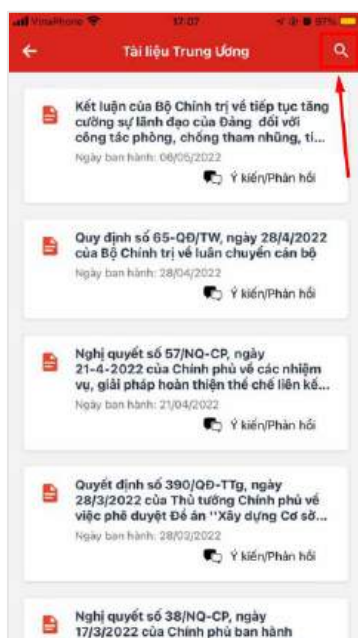 VinaPhone 17:07 97%
Tài liệu Trung Ương
Kết luận của Bộ Chính trị về tiếp tục tăng
cường sự lãnh đạo của Đảng đối với
công tác phòng, chống tham nhũng, ti...
Ngày ban hành: 06/05/2022
Ý kiến/Phản hồi
Quy định số 65-QĐ/TW, ngày 28/4/2022
của Bộ Chính trị về luân chuyển cán bộ
Ngày ban hành: 28/04/2022
Ý kiến/Phản hồi
Nghị quyết số 57/NQ-CP, ngày
21-4-2022 của Chính phủ về các nhiệm
vụ, giải pháp hoàn thiện thể chế liên kế...
Ngày ban hành: 21/04/2022
Ý kiến/Phản hồi
Quyết định số 390/QĐ-TTg, ngày
28/3/2022 của Thủ tướng Chính phủ về
việc phê duyệt Đề án ''Xây dựng Cơ sở...
Ngày ban hành: 28/03/2022
Ý kiến/Phản hồi
Nghị quyết số 38/NQ-CP, ngày
17/3/2022 của Chính phủ ban hành